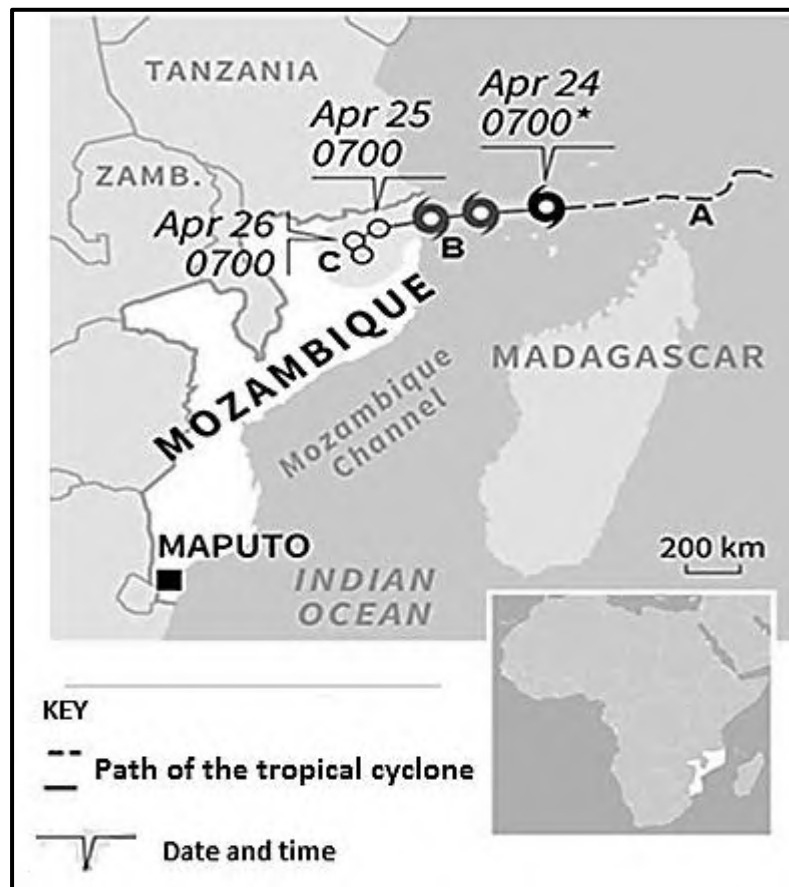 TANZANIA
Apr 24
0700*
Apr 25
0700
ZAMB.
A
Apr 26
0700
C
B
MOZAMBIQUE
MADAGASCAR
Mozambique
Channel
MAPUTO
200 km
INDIAN
OCEAN
KEY
Path of the tropical cyclone
Date and time